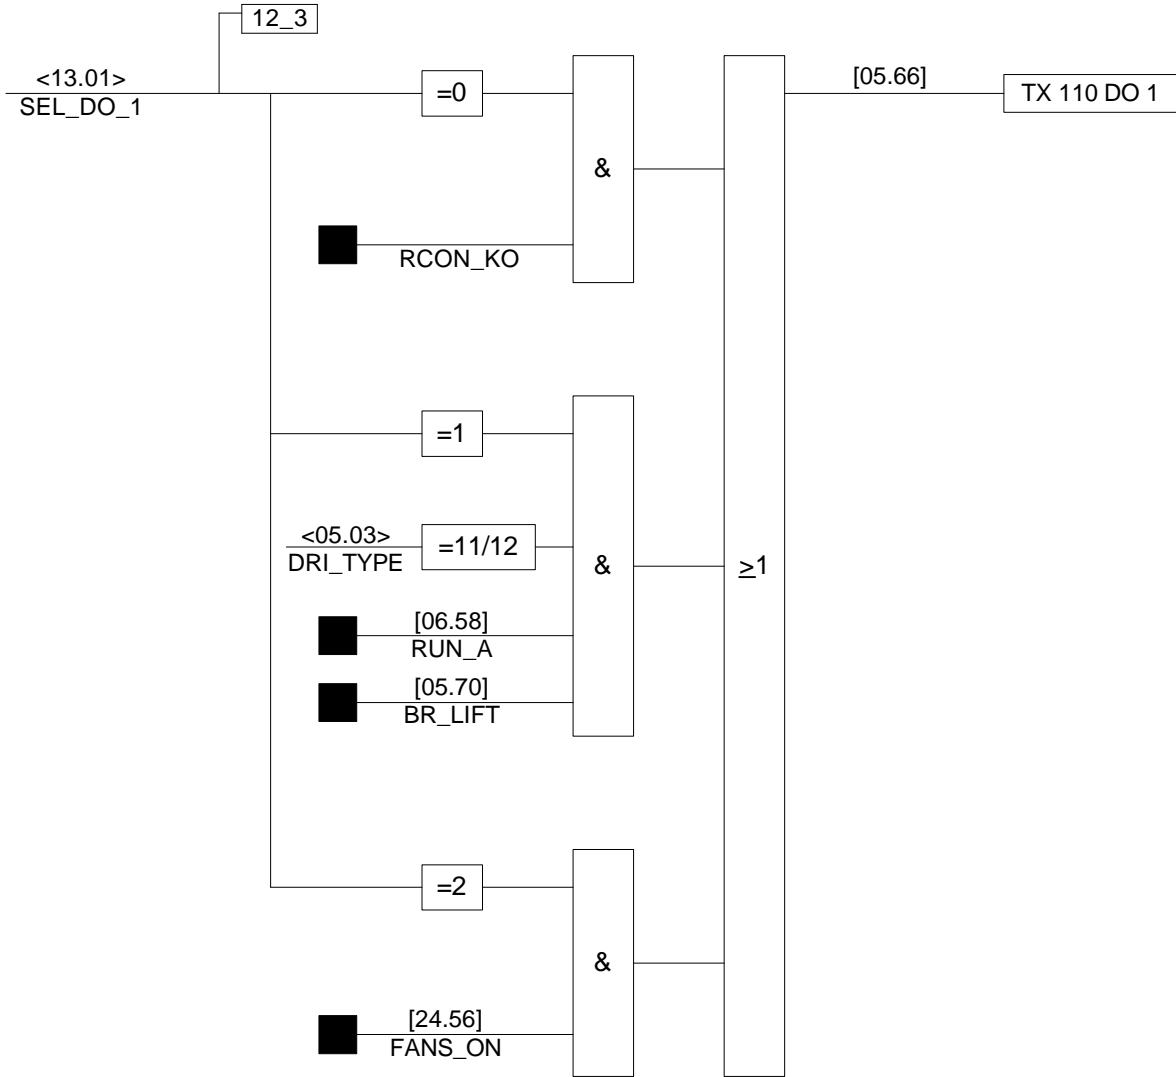 12_3
<13.01>
SEL_DO_1
=0
&
RCON_KO
[05.66]
TX 110 DO 1
=1
<05.03>
DRI_TYPE
=11/12
&
≥1
[06.58]
RUN_A
[05.70]
BR_LIFT
=2
&
[24.56]
FANS_ON